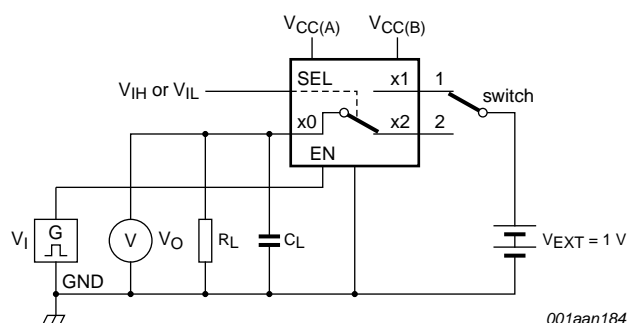 VCC(A) VCC(B)
SEL x1 1
VIH or VIL switch
x0 x2 2
EN
VI G V VO RL CL VEXT = 1 V
GND
001aan184